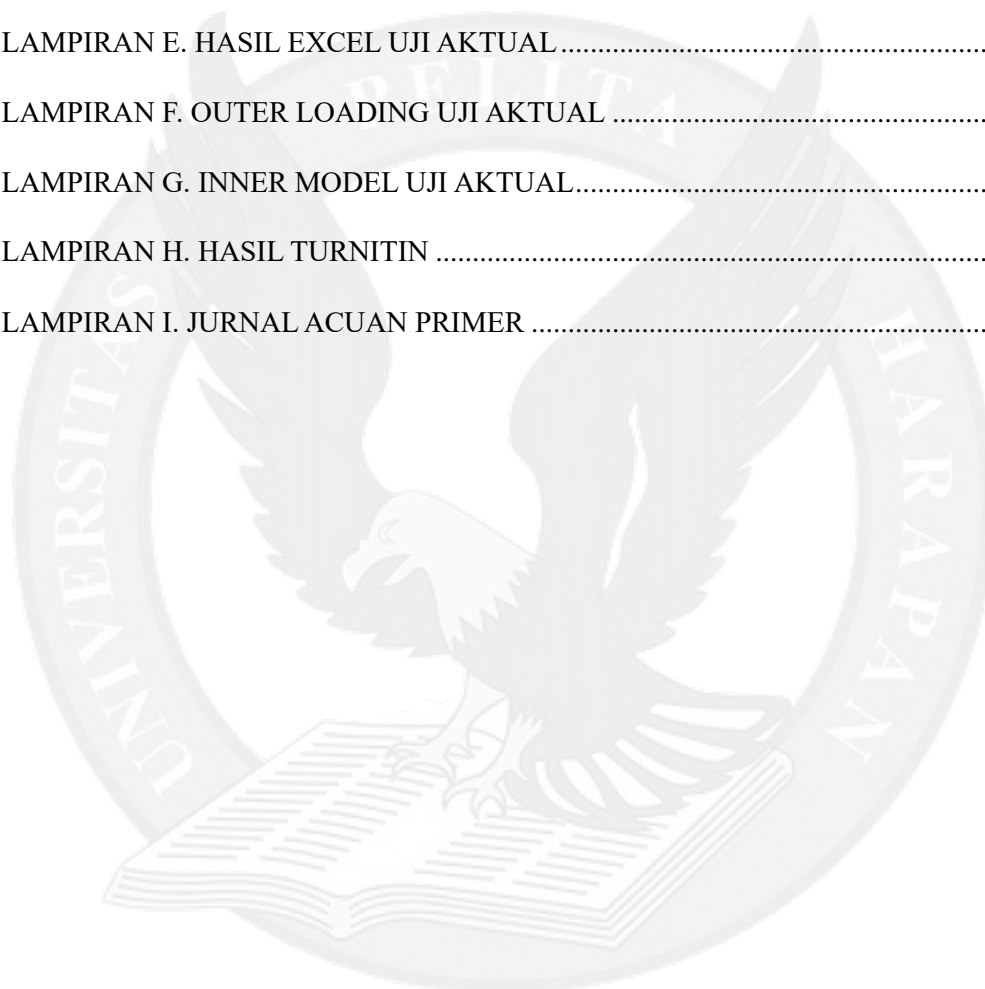 LAMPIRAN E. HASIL EXCEL UJI AKTUAL........................................................
LAMPIRAN F. OUTER LOADING UJI AKTUAL ..................................................
LAMPIRAN G. INNER MODEL UJI AKTUAL.......................................................
LAMPIRAN H. HASIL TURNITIN .........................................................................
LAMPIRAN I. JURNAL ACUAN PRIMER ............................................................
UNIVERSITAS PELITA HARAPAN